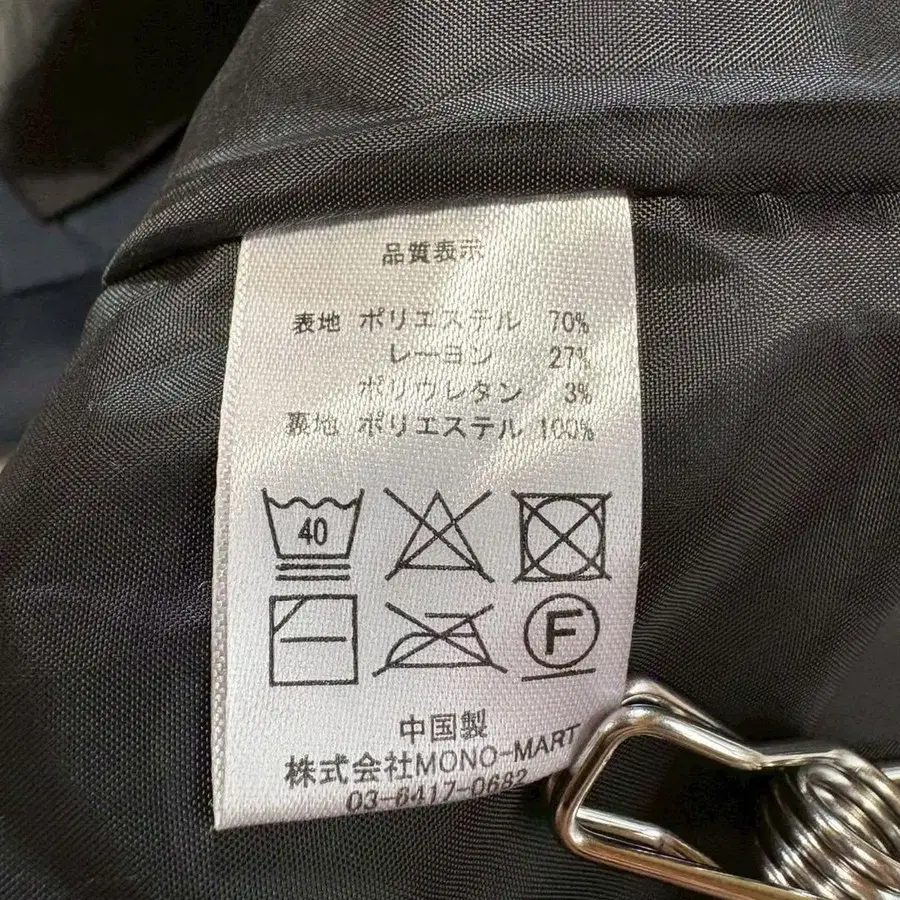 品質表示
表地 ポリエステル 70%
レーヨン 27%
ポリウレタン 3%
裏地 ポリエステル 100%
40
F
中国製
株式会社MONO-MART
03-6417-0682